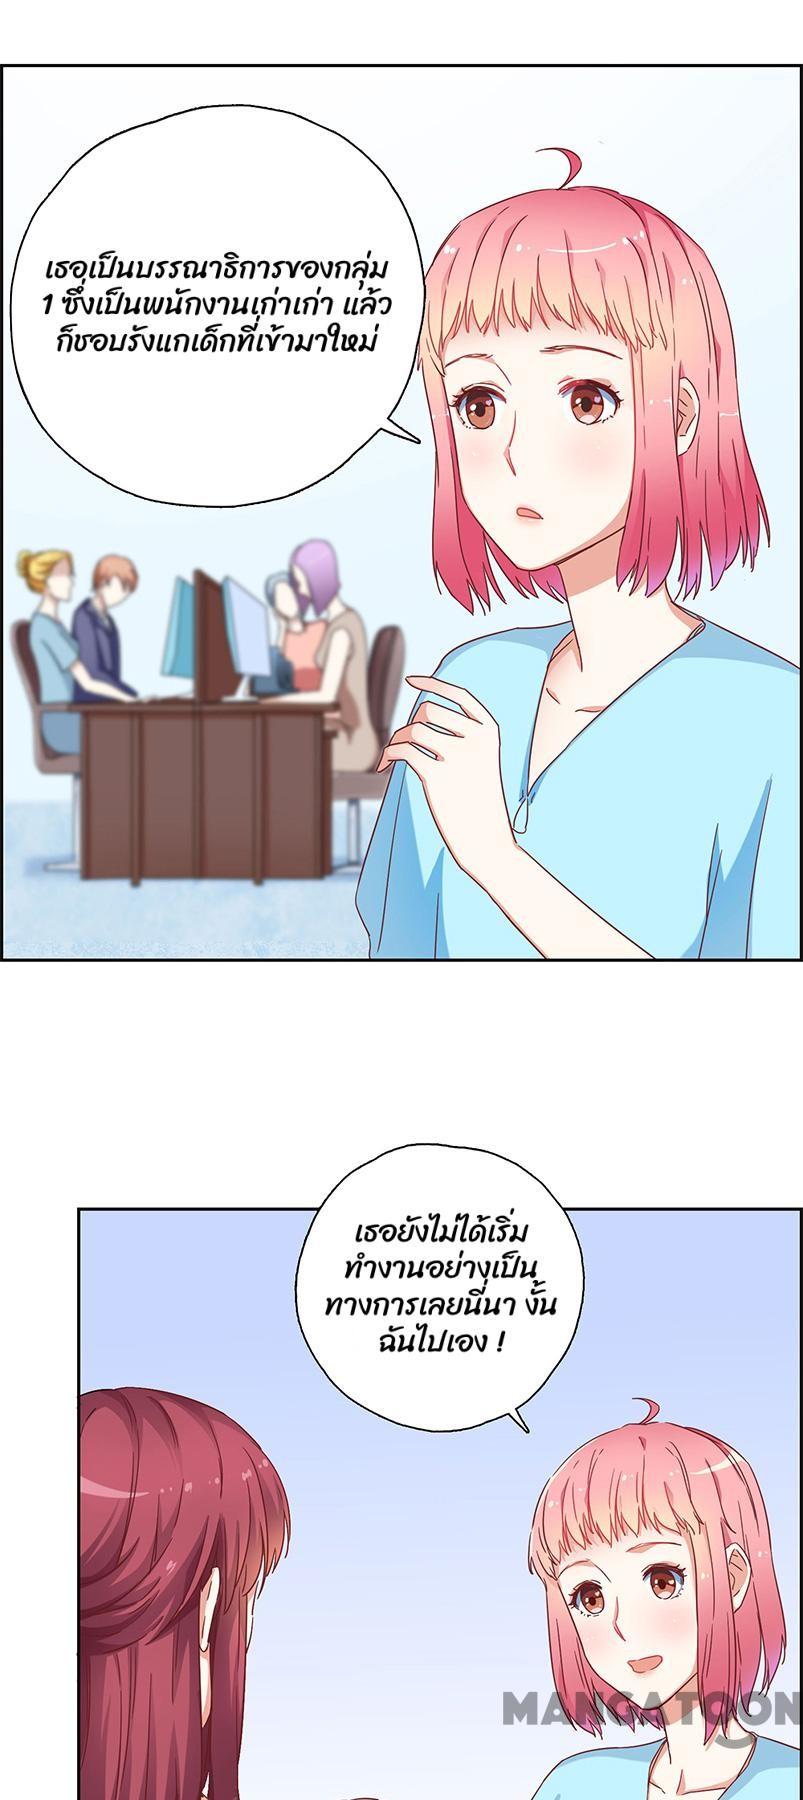 เธอเป็นบรรณาธิการของกลุ่ม
1 ซึ่งเป็นพนักงานเก่าเก่า แล้ว
ก็ชอบรังแกเด็กที่เข้ามาใหม่
เธอยังไม่ได้เริ่ม
ทำงานอย่างเป็น
ทางการเลยนี่นา งั้น
ฉันไปเอง !
MANGATOON